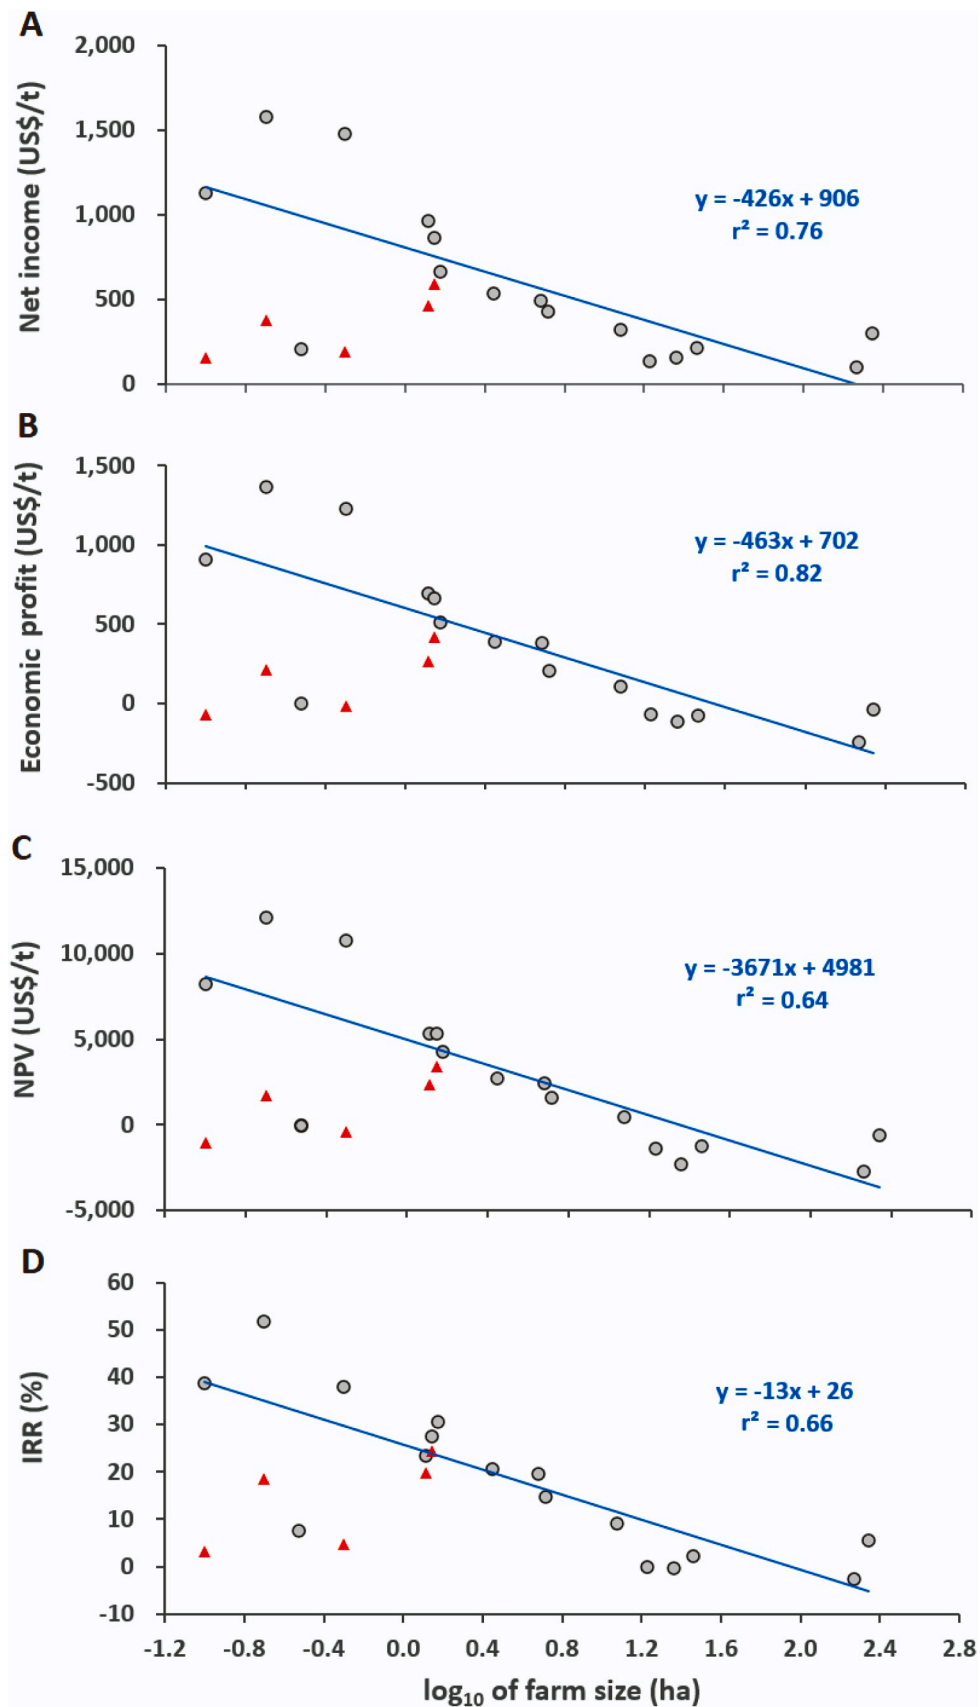 A
Net income (US$/t)
2,000
1,500
1,000
500
0
y = -426x + 906
r² = 0.76
B
Economic profit (US$/t)
1,500
1,000
500
0
-500
y = -463x + 702
r² = 0.82
C
NPV (US$/t)
15,000
10,000
5,000
0
-5,000
y = -3671x + 4981
r² = 0.64
D
IRR (%)
60
50
40
30
20
10
0
-10
y = -13x + 26
r² = 0.66
-1.2 -0.8 -0.4 0.0 0.4 0.8 1.2 1.6 2.0 2.4 2.8
log₁₀ of farm size (ha)